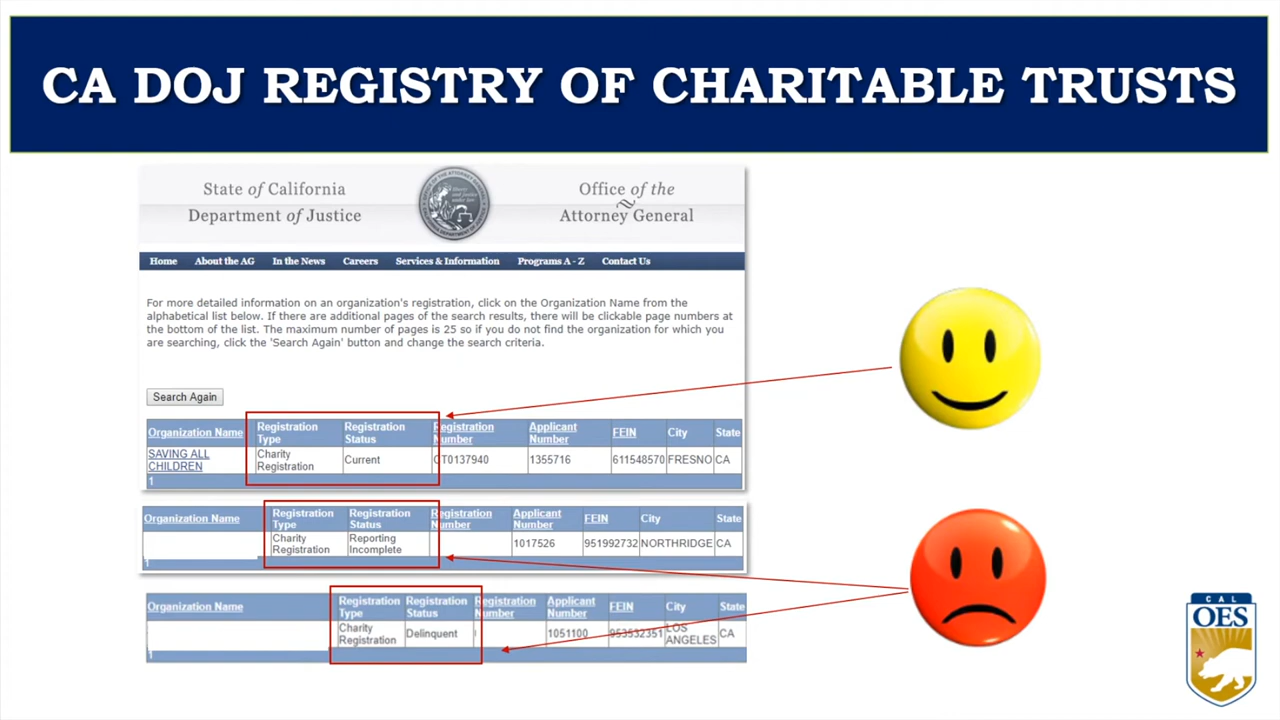 CA DOJ REGISTRY OF CHARITABLE TRUSTS
State of California
Department of Justice
Office of the
Attorney General
Home About the AG In the News Careers Services & Information Programs A - Z Contact Us
For more detailed information on an organization's registration, click on the Organization Name from the
alphabetical list below. If there are additional pages of the search results, there will be clickable page numbers at
the bottom of the list. The maximum number of pages is 25 so if you do not find the organization for which you
are searching, click the 'Search Again' button and change the search criteria.
Search Again
Organization Name Registration Type Registration Status Registration Number Applicant Number FEIN City State
SAVING ALL CHILDREN Charity Registration Current CT0137940 1355716 611548570 FRESNO CA
1
Organization Name Registration Type Registration Status Registration Number Applicant Number FEIN City State
Charity Registration Reporting Incomplete 1017526 951992732 NORTHRIDGE CA
1
Organization Name Registration Type Registration Status Registration Number Applicant Number FEIN City State
Charity Registration Delinquent 1051100 953532351 LOS ANGELES CA
1
CAL
OES